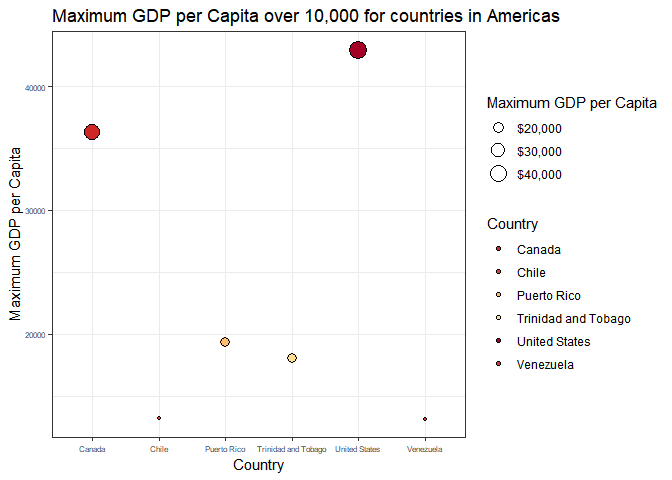 Maximum GDP per Capita over 10,000 for countries in Americas
Maximum GDP per Capita
40000
30000
20000
Canada
Chile
Puerto Rico
Trinidad and Tobago
United States
Venezuela
Country
Maximum GDP per Capita
$20,000
$30,000
$40,000
Country
Canada
Chile
Puerto Rico
Trinidad and Tobago
United States
Venezuela